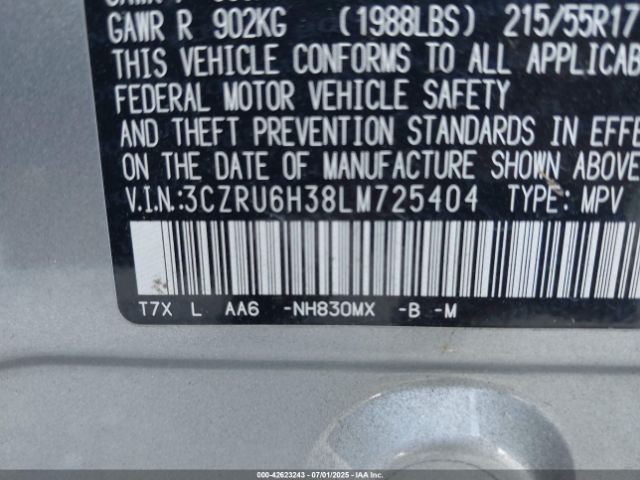 GAWR R 902KG (1988LBS) 215/55R17
THIS VEHICLE CONFORMS TO ALL APPLICAB
FEDERAL MOTOR VEHICLE SAFETY
AND THEFT PREVENTION STANDARDS IN EFFE
ON THE DATE OF MANUFACTURE SHOWN ABOVE
V.I.N.:3CZRU6H38LM725404 TYPE: MPV
T7X L AA6 -NH830MX -B -M
000-42623243 - 07/01/2025 - IAAI.COM